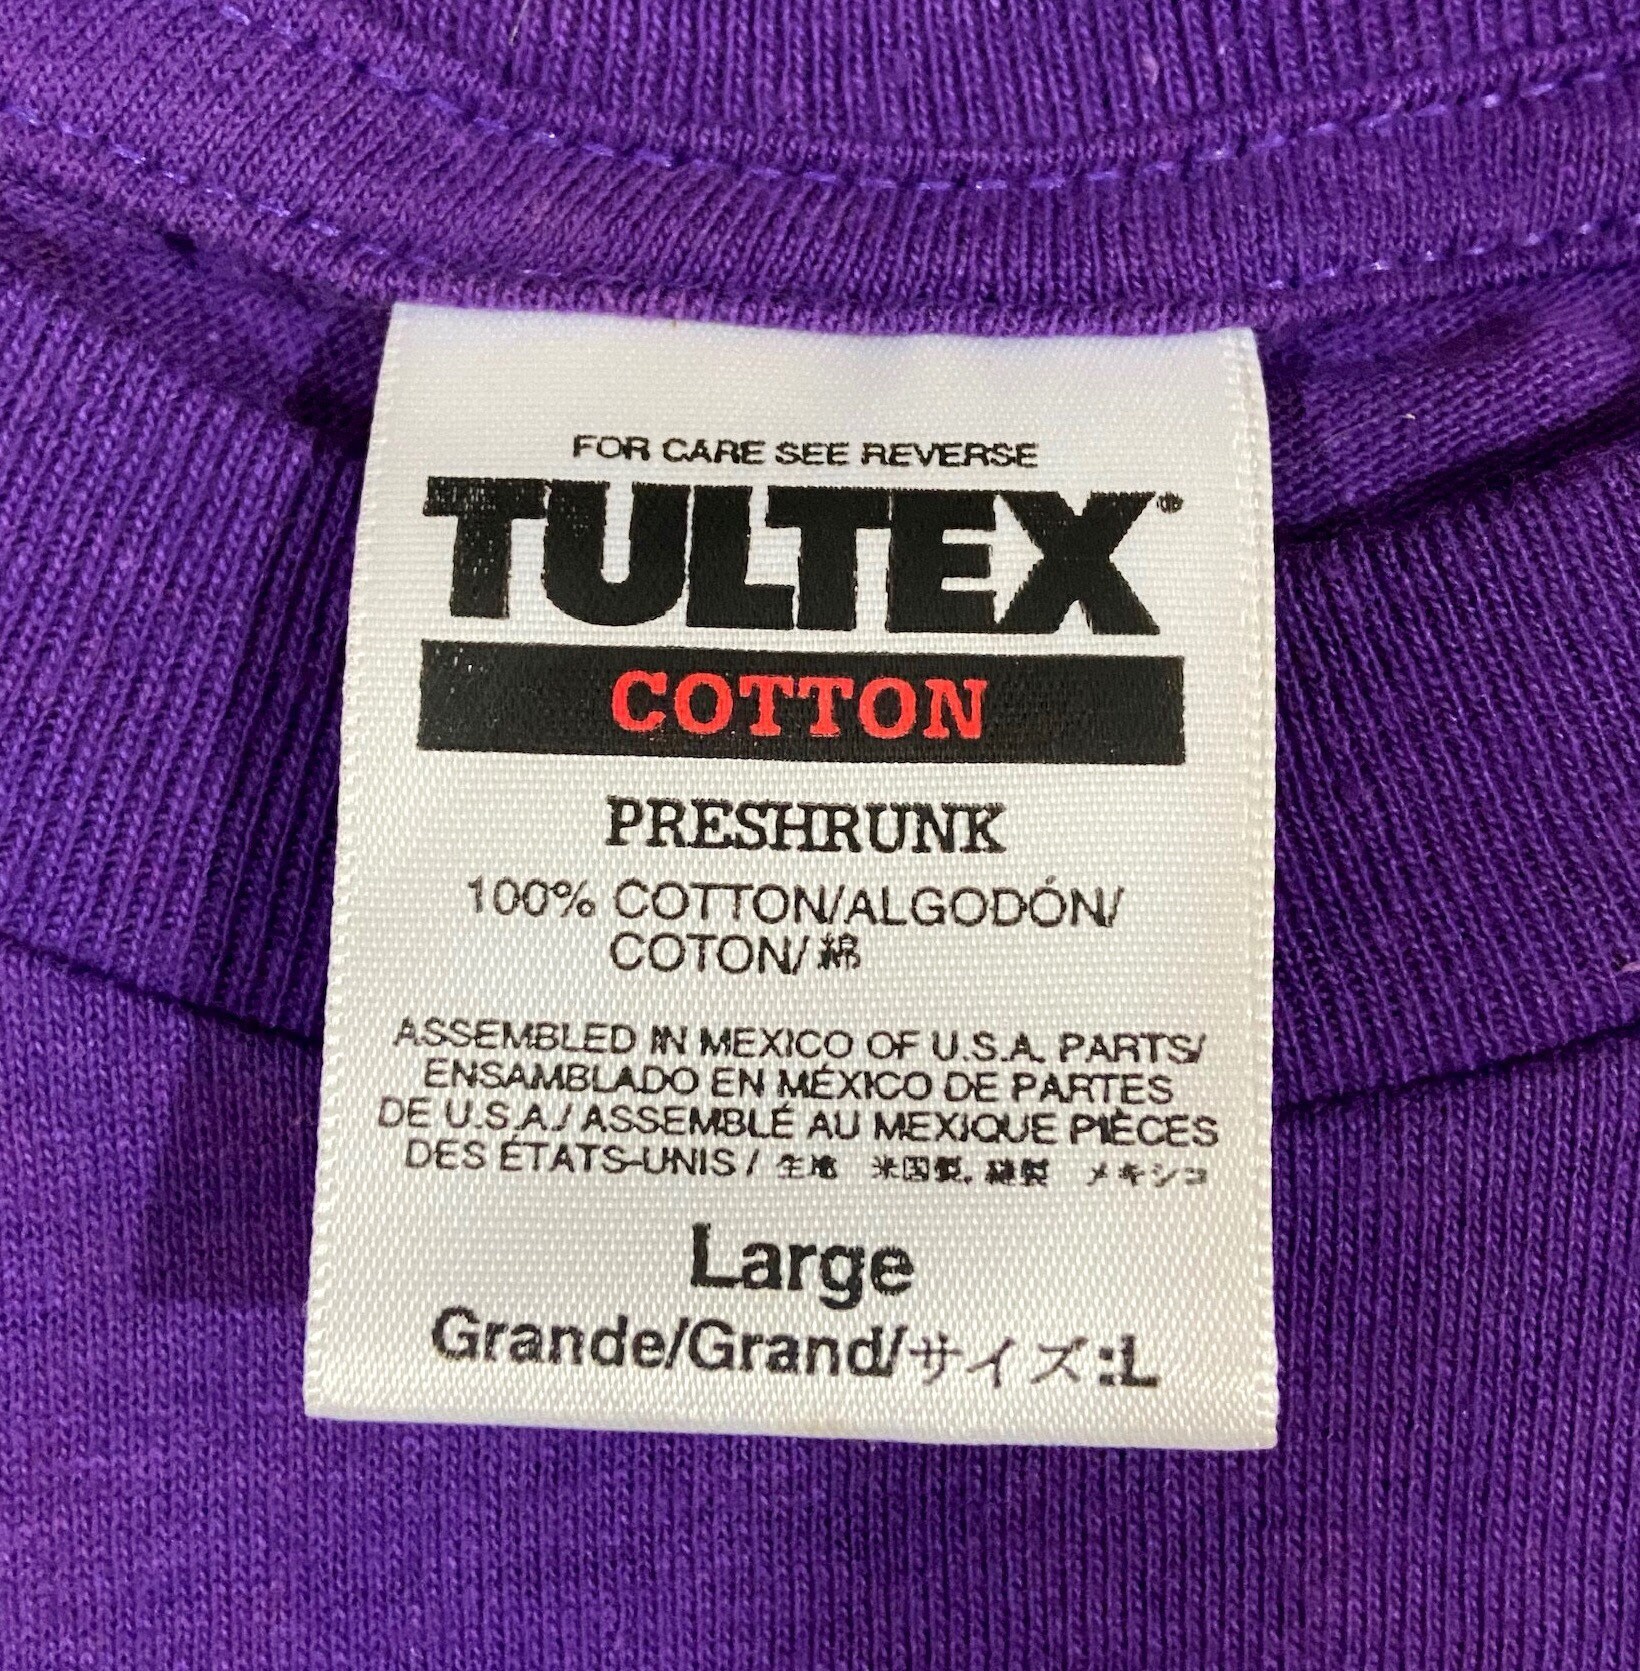 FOR CARE SEE REVERSE
TULTEX®
COTTON
PRESHRUNK
100% COTTON/ALGODÓN/
COTON/綿
ASSEMBLED IN MEXICO OF U.S.A. PARTS/
ENSAMBLADO EN MÉXICO DE PARTES
DE U.S.A./ ASSEMBLÉ AU MEXIQUE PIÈCES
DES ÉTATS-UNIS / 生地 米国製, 縫製 メキシコ
Large
Grande/Grand/サイズ:L